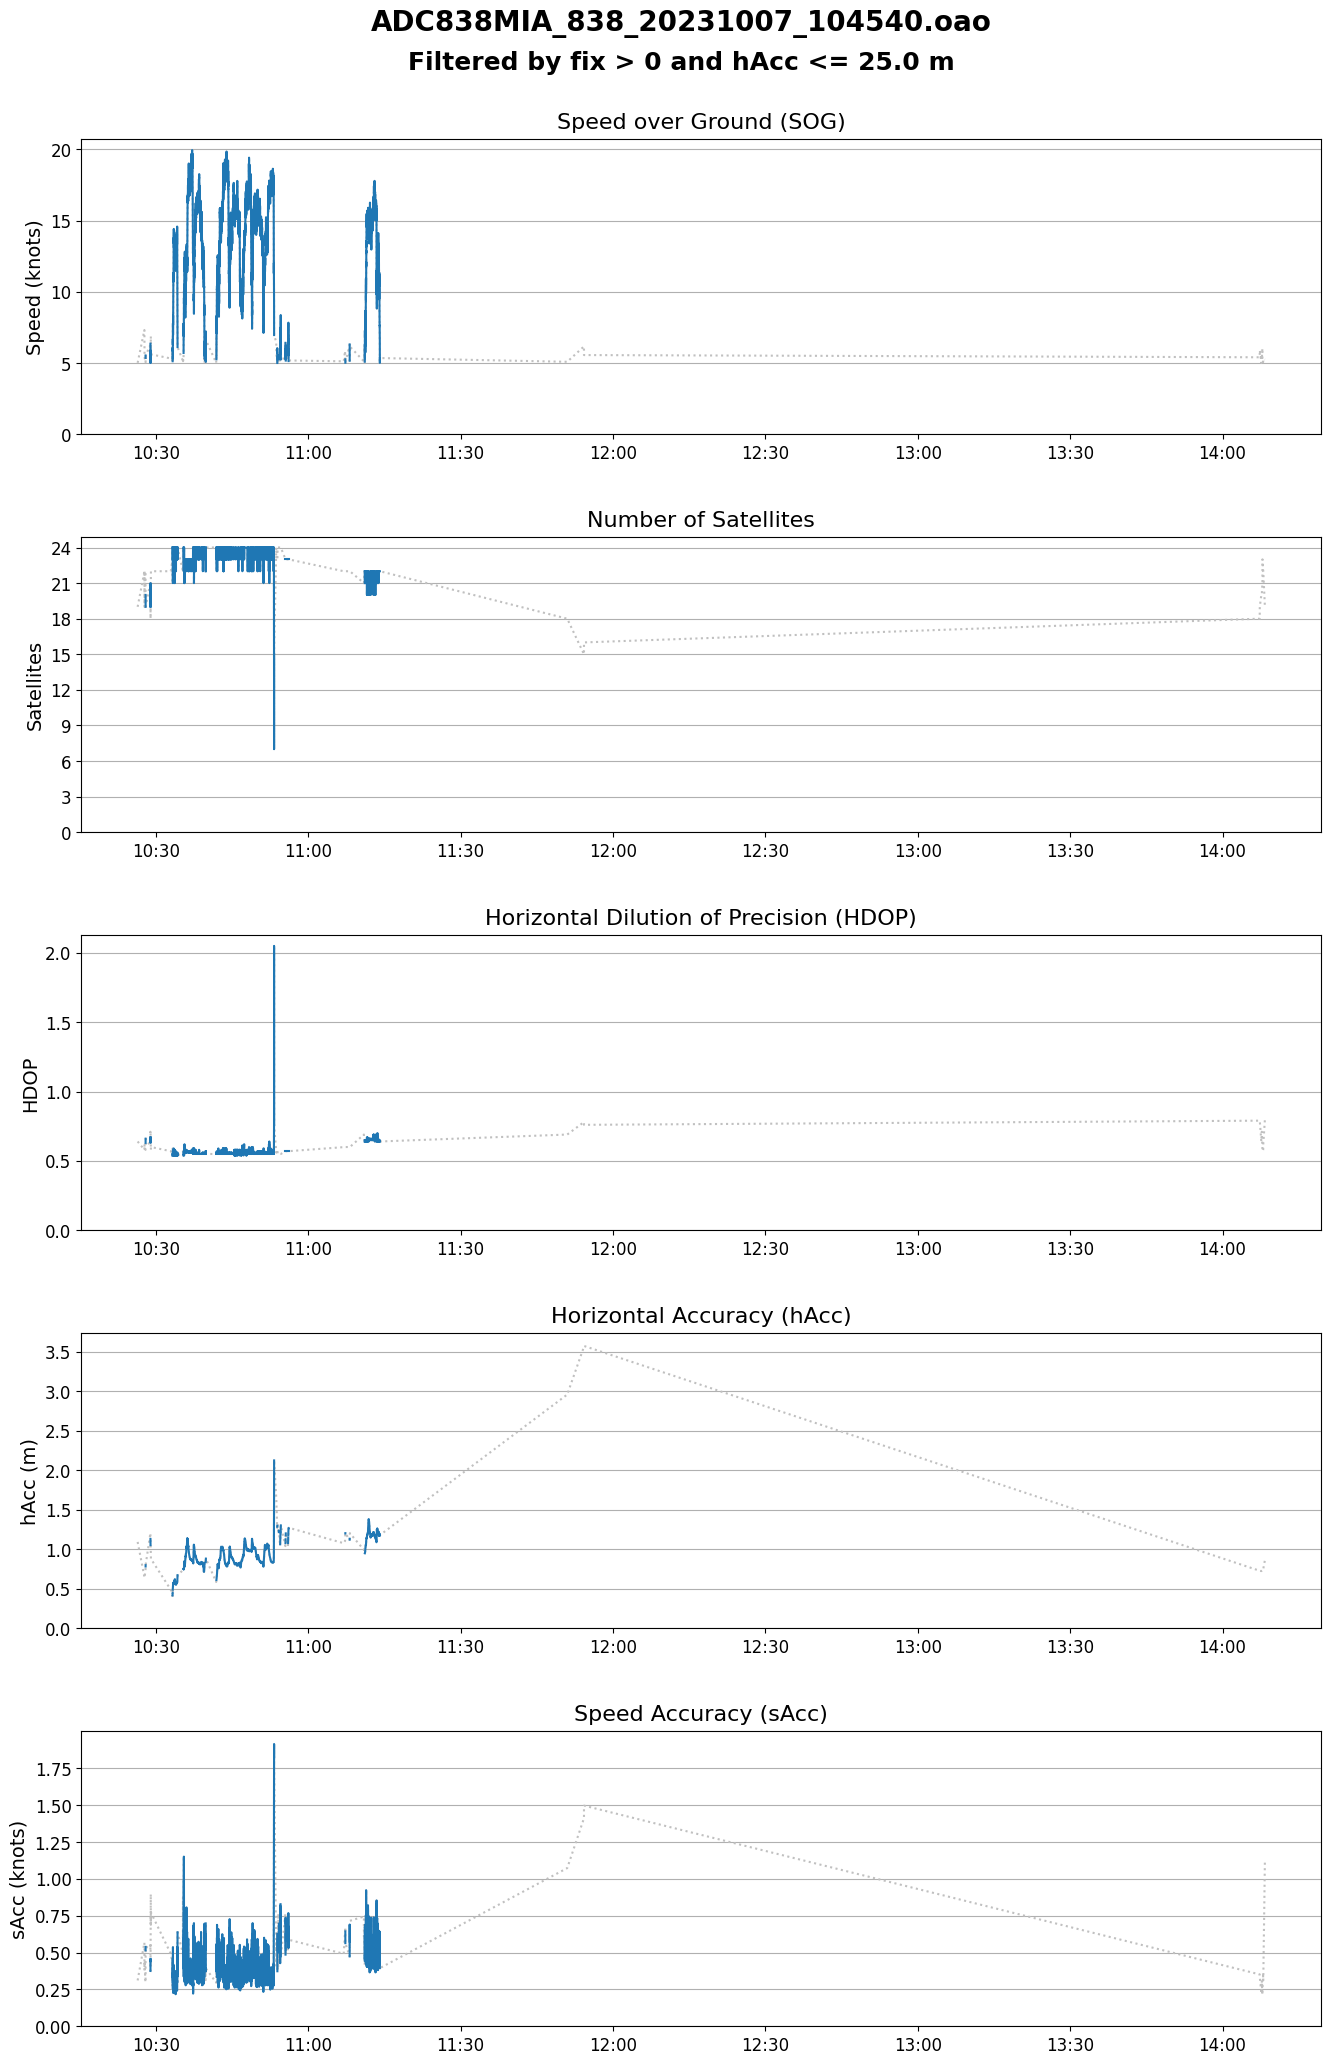 ADC838MIA_838_20231007_104540.oao
Filtered by fix > 0 and hAcc <= 25.0 m
Speed over Ground (SOG)
Speed (knots)
20
15
10
5
0
10:30 11:00 11:30 12:00 12:30 13:00 13:30 14:00
Number of Satellites
Satellites
24
21
18
15
12
9
6
3
0
10:30 11:00 11:30 12:00 12:30 13:00 13:30 14:00
Horizontal Dilution of Precision (HDOP)
HDOP
2.0
1.5
1.0
0.5
0.0
10:30 11:00 11:30 12:00 12:30 13:00 13:30 14:00
Horizontal Accuracy (hAcc)
hAcc (m)
3.5
3.0
2.5
2.0
1.5
1.0
0.5
0.0
10:30 11:00 11:30 12:00 12:30 13:00 13:30 14:00
Speed Accuracy (sAcc)
sAcc (knots)
1.75
1.50
1.25
1.00
0.75
0.50
0.25
0.00
10:30 11:00 11:30 12:00 12:30 13:00 13:30 14:00